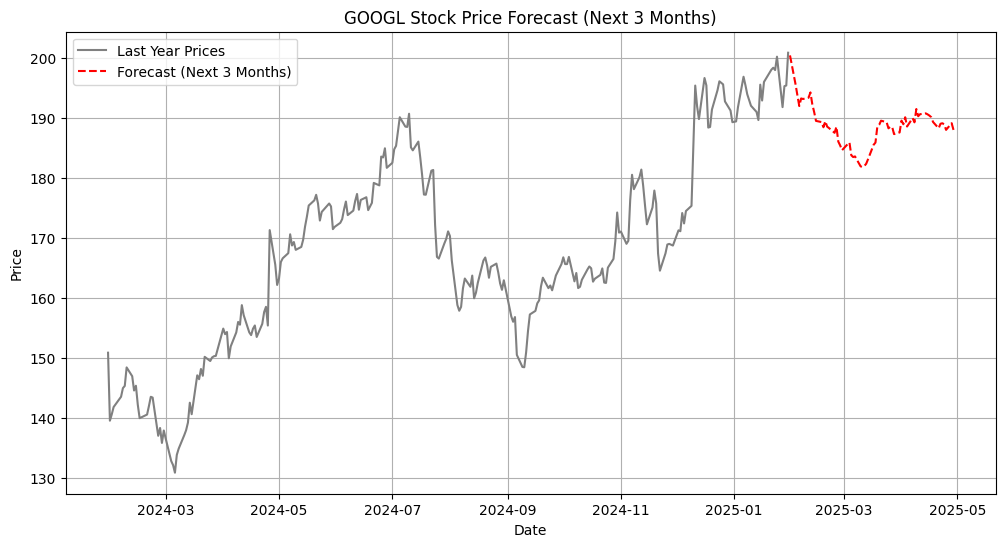 GOOGL Stock Price Forecast (Next 3 Months)
Last Year Prices
Forecast (Next 3 Months)
200
190
180
170
160
150
140
130
Price
2024-03 2024-05 2024-07 2024-09 2024-11 2025-01 2025-03 2025-05
Date